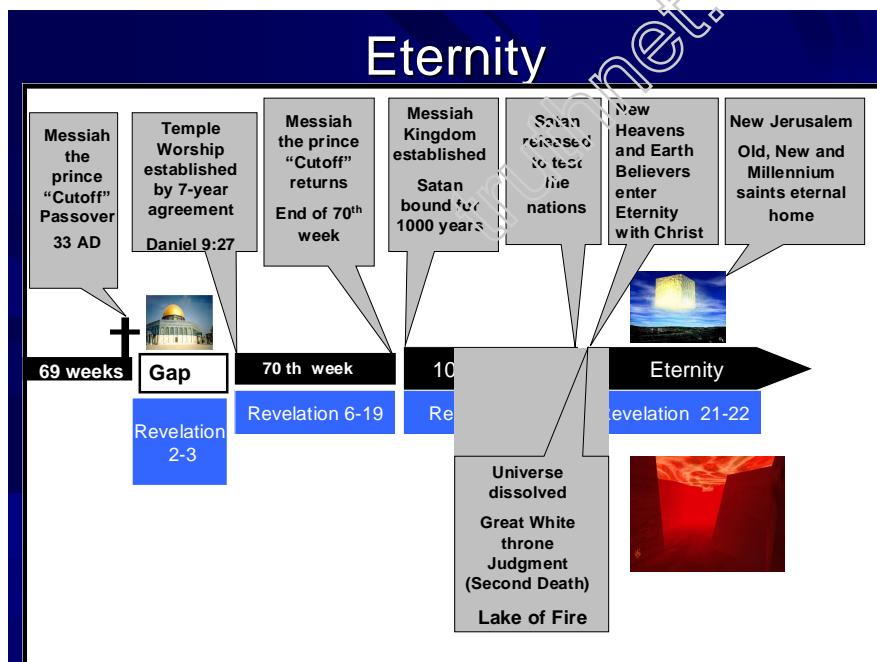 Eternity
truthnet.
Messiah
the
prince
“Cutoff”
Passover
33 AD
Temple
Worship
established
by 7-year
agreement
Daniel 9:27
Messiah
the prince
“Cutoff”
returns
End of 70th
week
Messiah
Kingdom
established
Satan
bound for
1000 years
Satan
released
to test
the
nations
New
Heavens
and Earth
Believers
enter
Eternity
with Christ
New Jerusalem
Old, New and
Millennium
saints eternal
home
69 weeks
Gap
70 th week
10
Eternity
Revelation
2-3
Revelation 6-19
Re
evelation 21-22
Universe
dissolved
Great White
throne
Judgment
(Second Death)
Lake of Fire